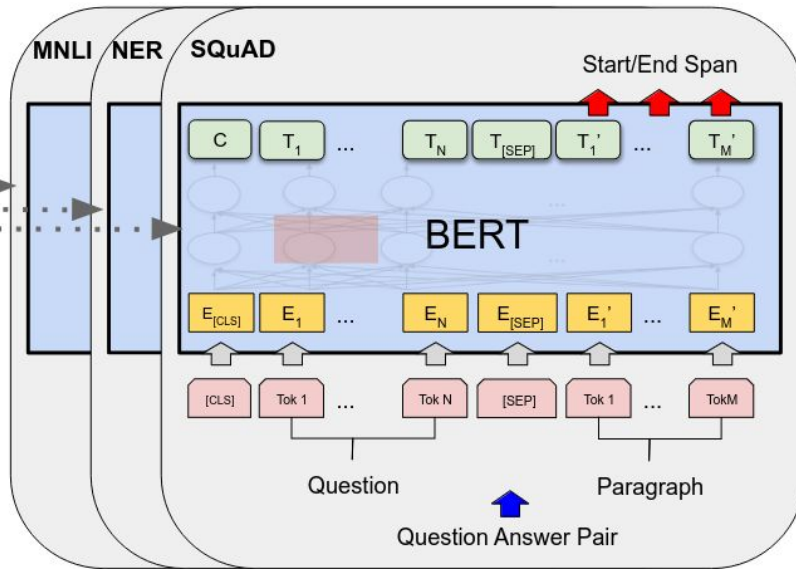 MNLI NER SQuAD
Start/End Span
C T1 ... TN T[SEP] T1' ... TM'
...
BERT
...
E[CLS] E1 ... EN E[SEP] E1' ... EM'
[CLS] Tok 1 ... Tok N [SEP] Tok 1 ... TokM
Question Paragraph
Question Answer Pair